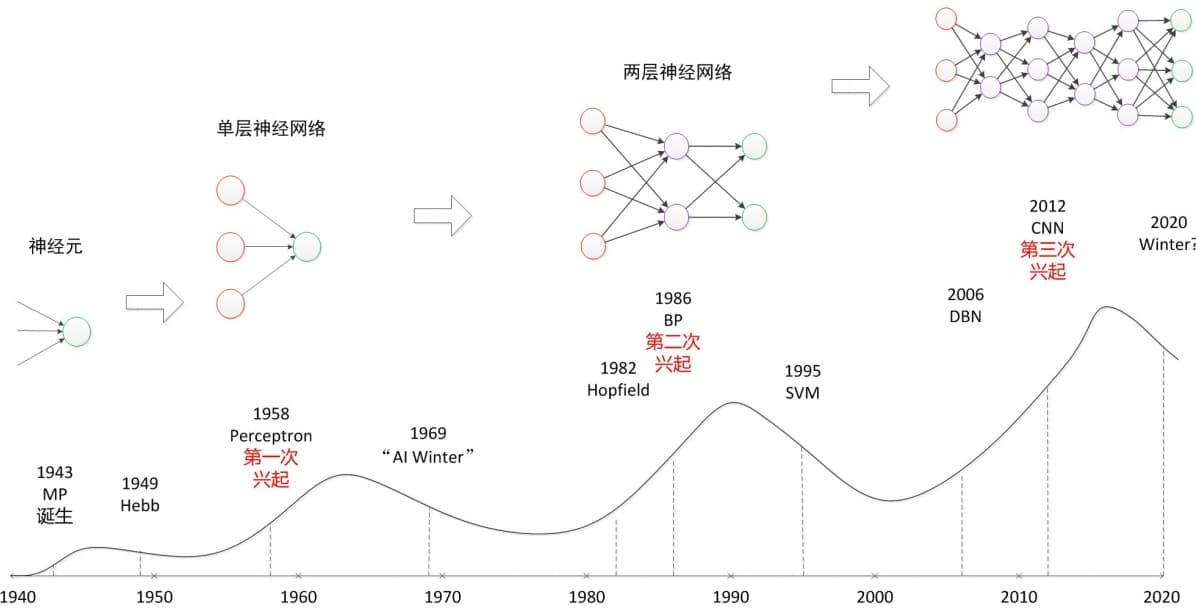 神经元
单层神经网络
两层神经网络
1943
MP
诞生
1949
Hebb
1958
Perceptron
第一次
兴起
1969
“AI Winter”
1982
Hopfield
1986
BP
第二次
兴起
1995
SVM
2006
DBN
2012
CNN
第三次
兴起
2020
Winter?
1940 1950 1960 1970 1980 1990 2000 2010 2020